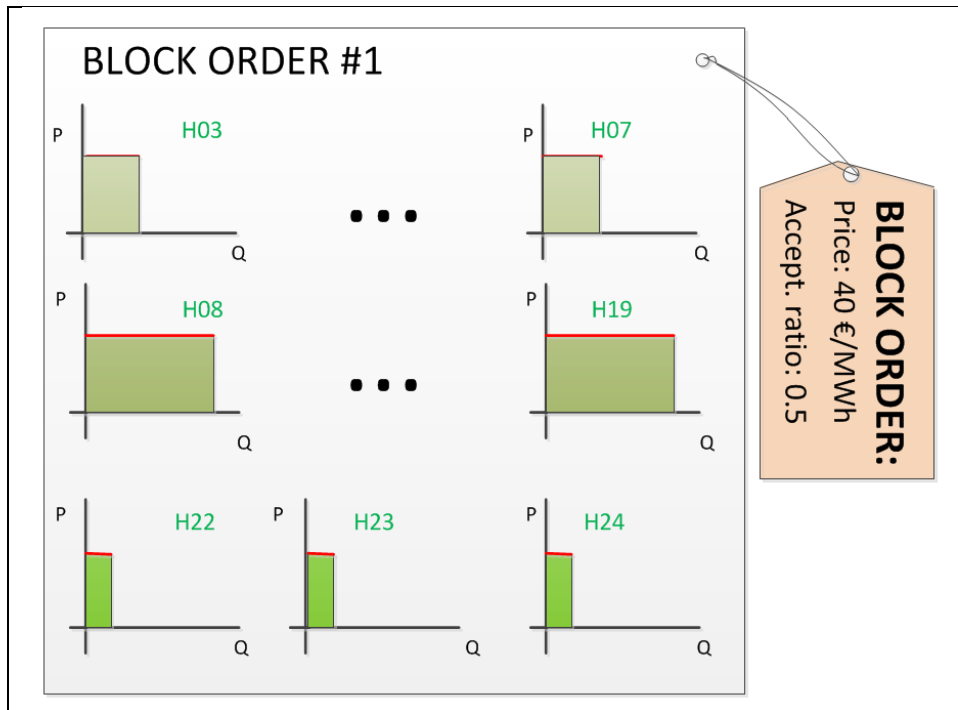 BLOCK ORDER #1
P
H03
Q
• • •
P
H07
Q
P
H08
Q
• • •
P
H19
Q
P
H22
Q
P
H23
Q
P
H24
Q
BLOCK ORDER:
Price: 40 €/MWh
Accept. ratio: 0.5